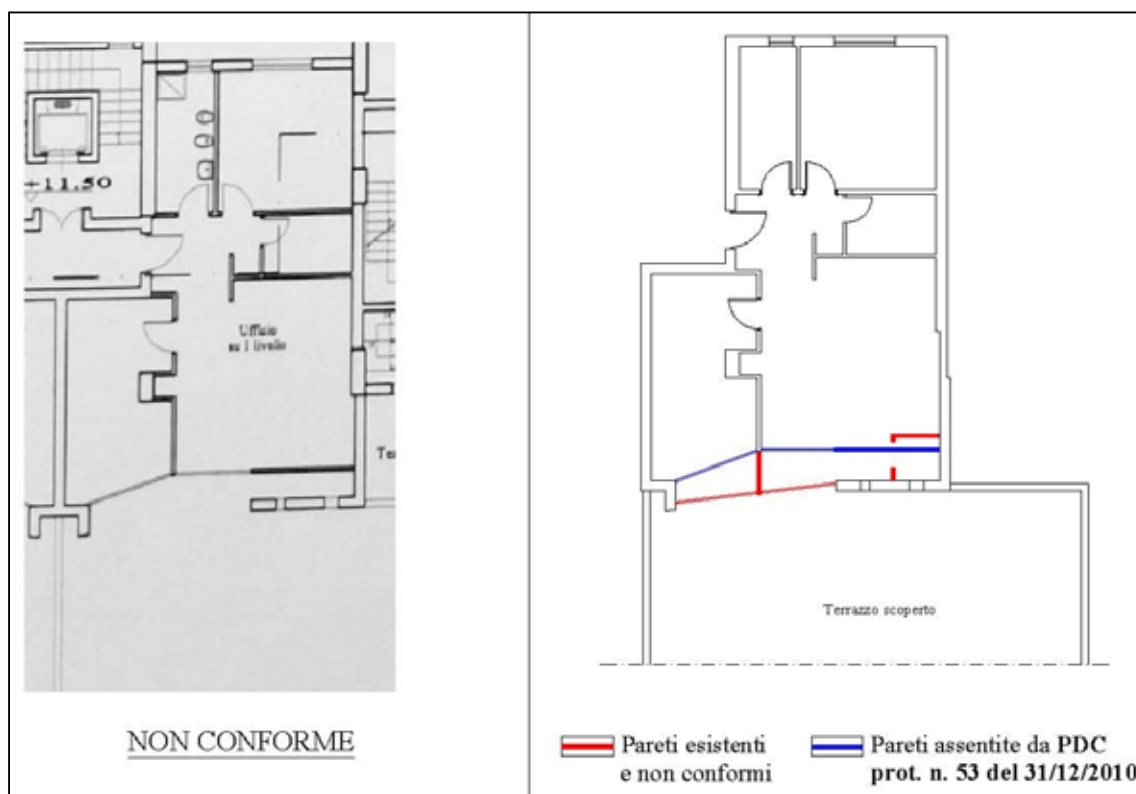 +11.50
Ufficio
su 1 livello
Te
NON CONFORME
Terrazzo scoperto
Pareti esistenti
e non conformi
Pareti assentite da PDC
prot. n. 53 del 31/12/2010